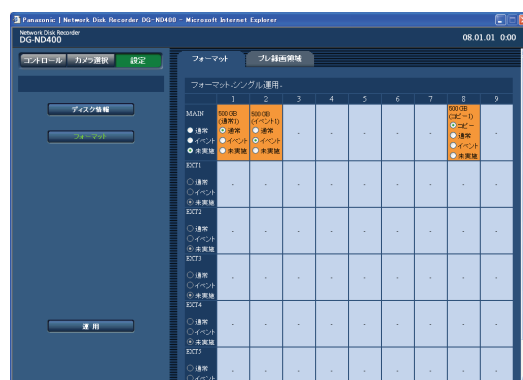 Panasonic | Network Disk Recorder DG-ND400 - Microsoft Internet Explorer
Network Disk Recorder
DG-ND400
08.01.01 0:00
コントロール カメラ選択 設定
フォーマット プレ録画領域
フォーマット-シングル運用-
ディスク情報
フォーマット
運用
1 2 3 4 5 6 7 8 9
MAIN
通常
イベント
未実施
500 GB
(通常1)
通常
イベント
未実施
500 GB
(イベント1)
通常
イベント
未実施
- - - - -
500 GB
(コピー1)
コピー
通常
イベント
未実施
-
EXT1
通常
イベント
未実施
- - - - - - - - -
EXT2
通常
イベント
未実施
- - - - - - - - -
EXT3
通常
イベント
未実施
- - - - - - - - -
EXT4
通常
イベント
未実施
- - - - - - - - -
EXT5
通常
イベント
- - - - - - - - -